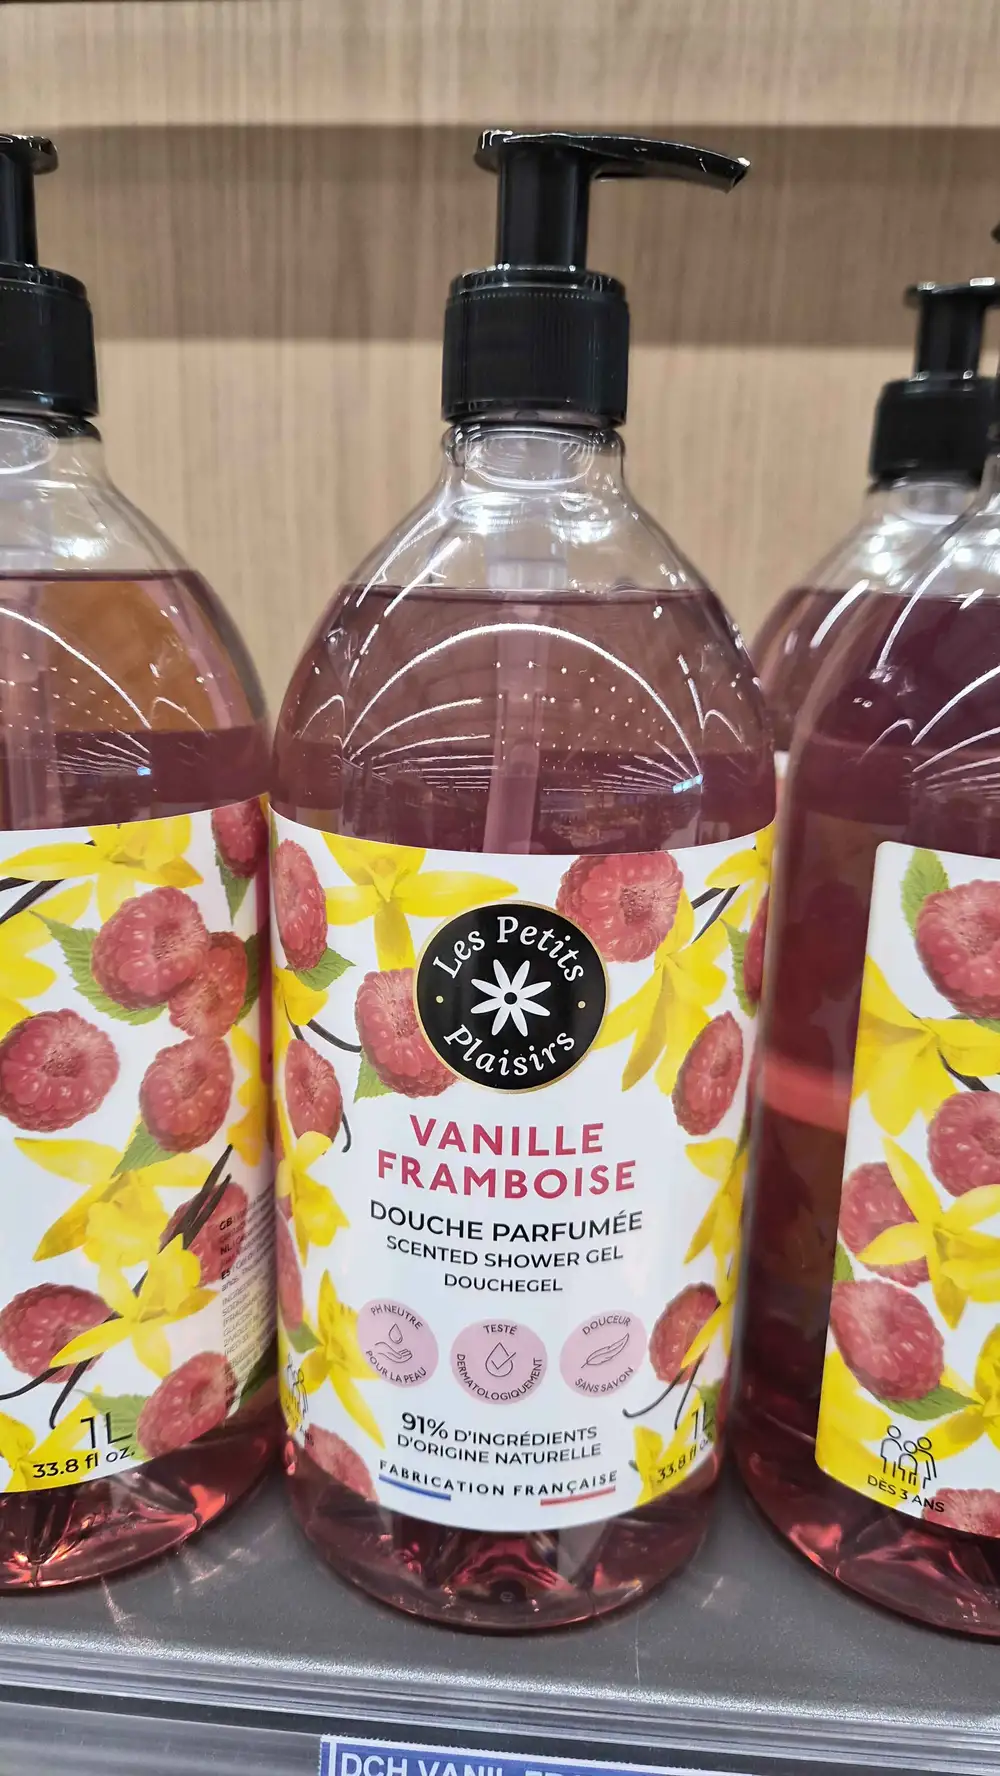 Les Petits
Plaisirs
VANILLE
FRAMBOISE
DOUCHE PARFUMÉE
SCENTED SHOWER GEL
DOUCHEGEL
PH NEUTRE
POUR LA PEAU
TESTÉ
DERMATOLOGIQUEMENT
DOUCEUR
SANS SAVON
91% D'INGRÉDIENTS
D'ORIGINE NATURELLE
FABRICATION FRANÇAISE
1L
33.8 fl oz.
1L
33.8 fl oz.
DÈS 3 ANS
DCH VANIL